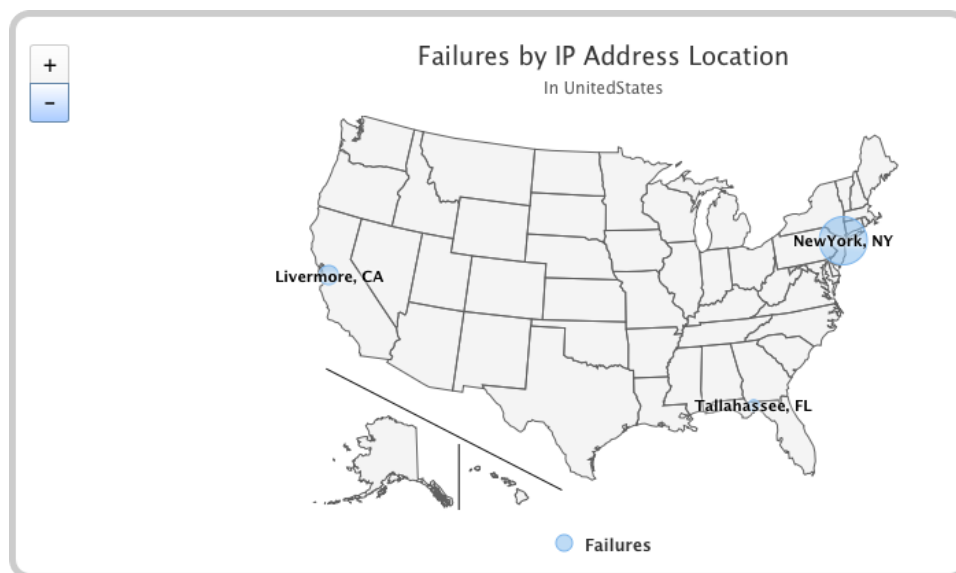 +
−
Failures by IP Address Location
In UnitedStates
NewYork, NY
Livermore, CA
Tallahassee, FL
Failures